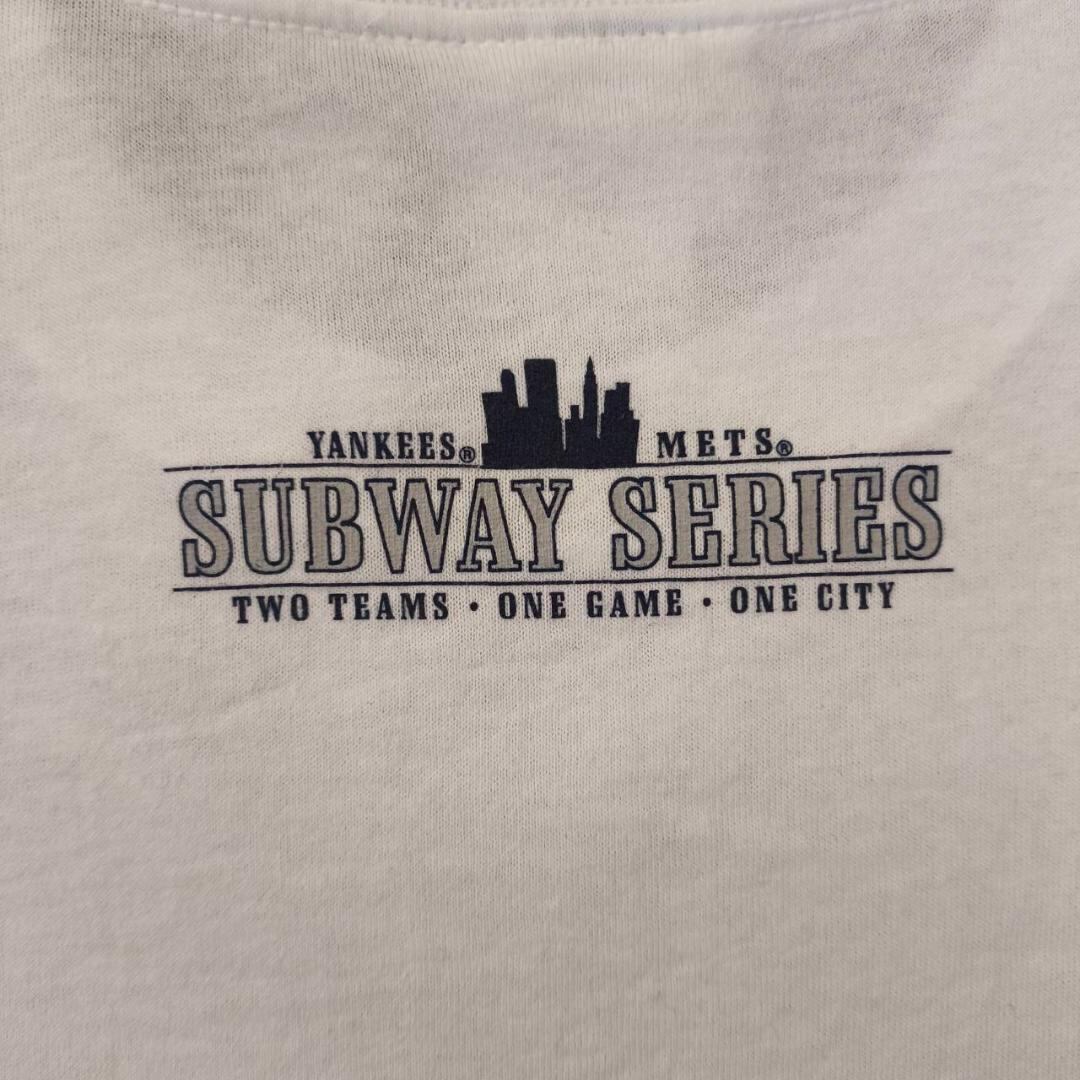 YANKEES® METS®
SUBWAY SERIES
TWO TEAMS · ONE GAME · ONE CITY